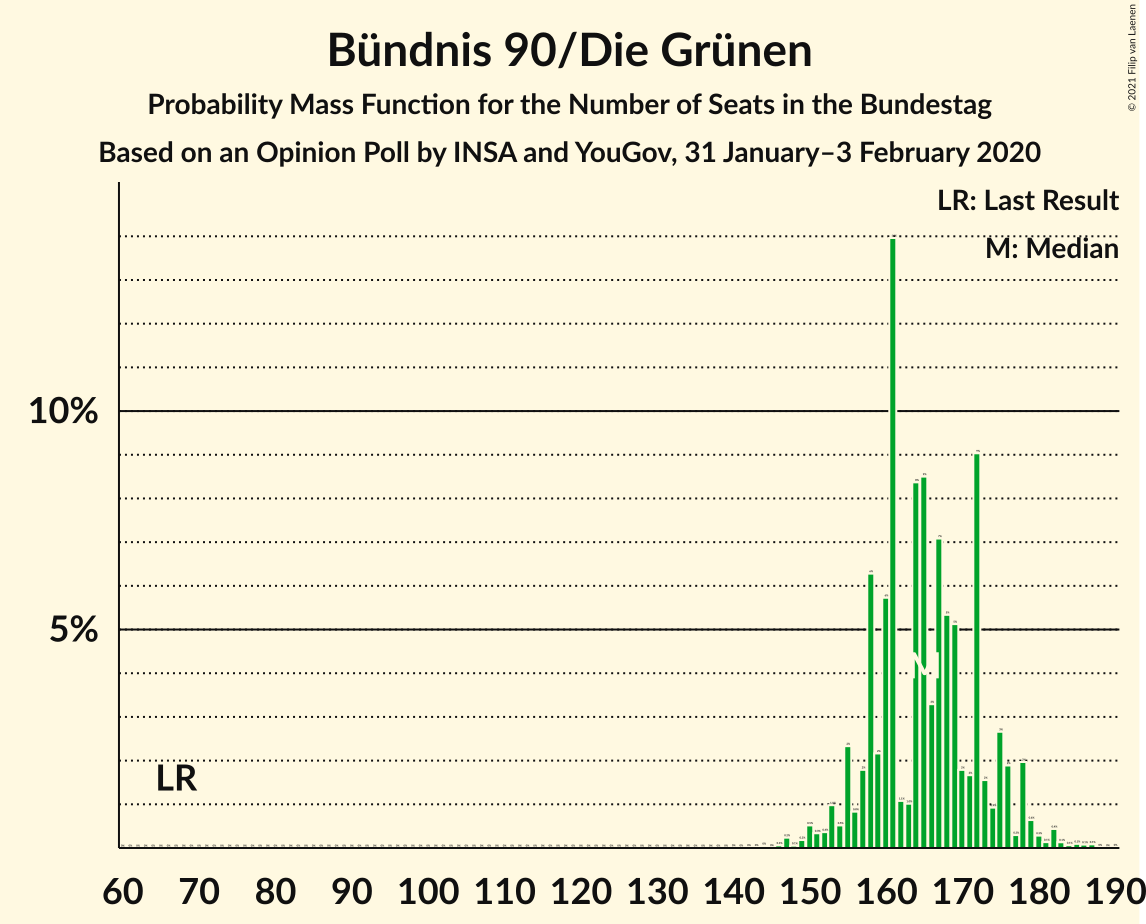 Bündnis 90/Die Grünen
Probability Mass Function for the Number of Seats in the Bundestag
Based on an Opinion Poll by INSA and YouGov, 31 January–3 February 2020
© 2021 Filip van Laenen
LR: Last Result
M: Median
10%
5%
LR
M
60 70 80 90 100 110 120 130 140 150 160 170 180 190